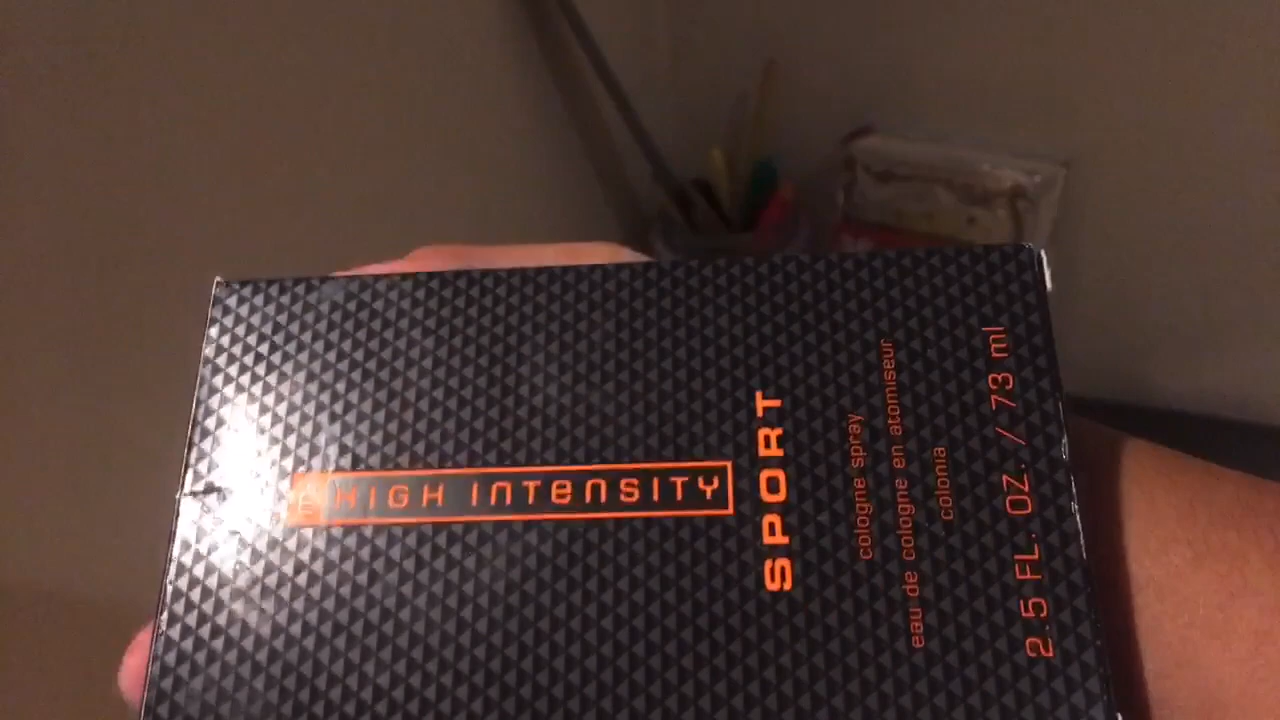 HIGH INTENSITY
SPORT
cologne spray
eau de cologne en atomiseur
colonia
2.5 FL. OZ. / 73 ml